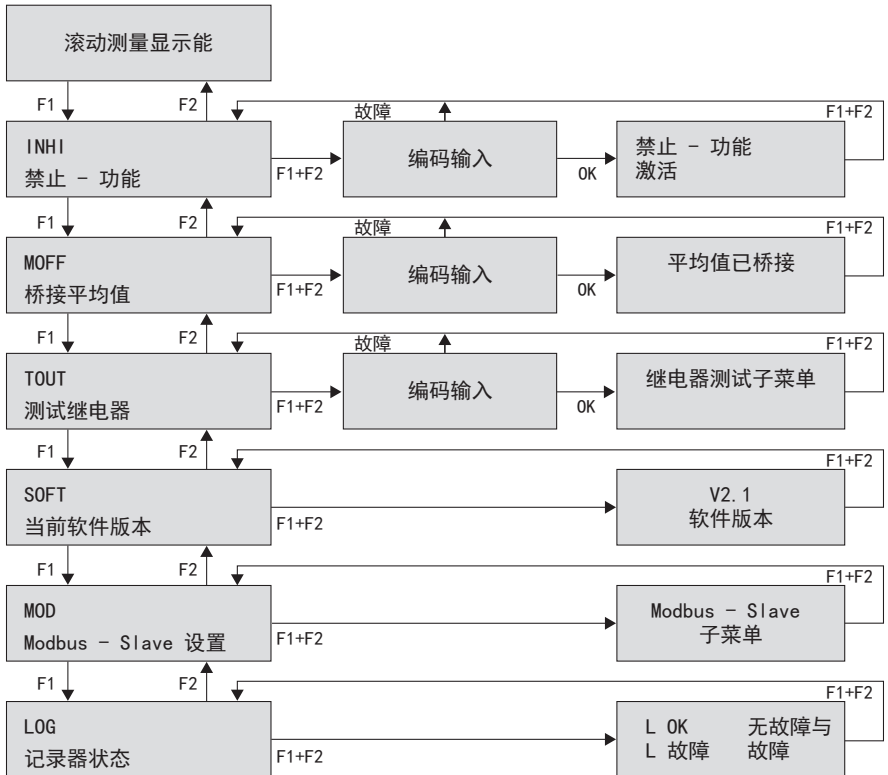 滚动测量显示能
F1
F2
故障
F1+F2
INHI
禁止 - 功能
F1+F2
编码输入
OK
禁止 - 功能
激活
F1
F2
故障
F1+F2
MOFF
桥接平均值
F1+F2
编码输入
OK
平均值已桥接
F1
F2
故障
F1+F2
TOUT
测试继电器
F1+F2
编码输入
OK
继电器测试子菜单
F1
F2
F1+F2
SOFT
当前软件版本
F1+F2
V2.1
软件版本
F1
F2
F1+F2
MOD
Modbus - Slave 设置
F1+F2
Modbus - Slave
子菜单
F1
F2
F1+F2
LOG
记录器状态
F1+F2
L OK 无故障与
L 故障 故障